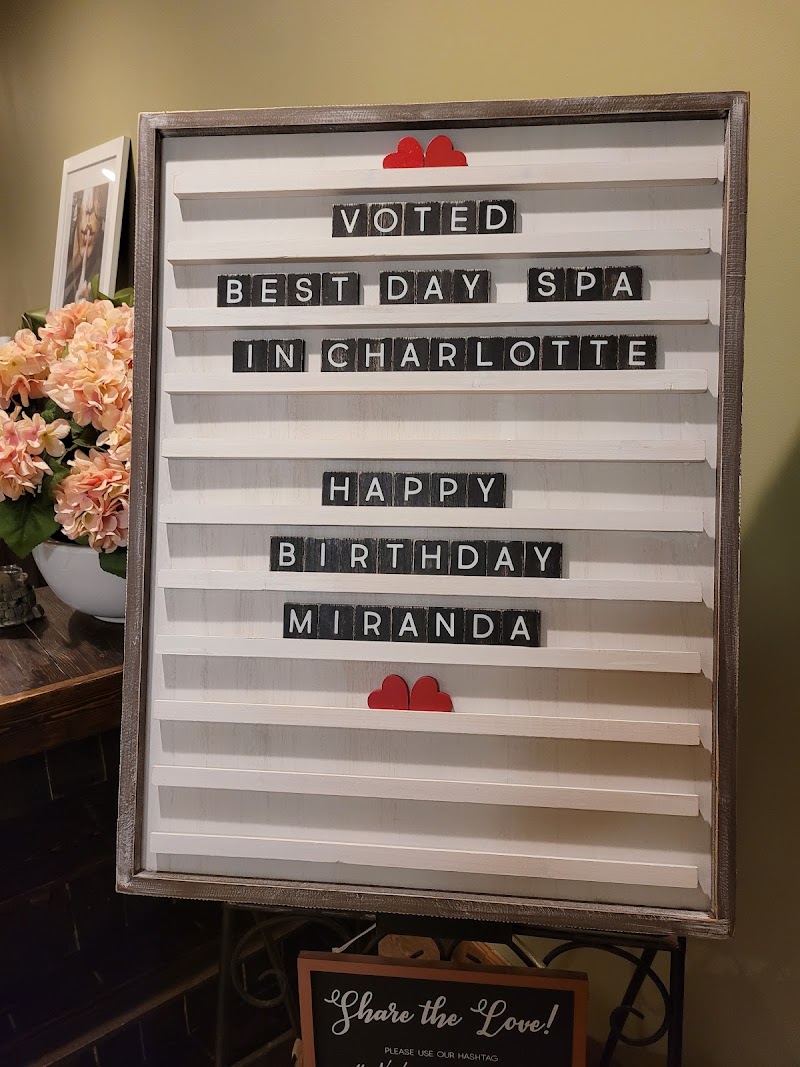 VOTED
BEST DAY SPA
IN CHARLOTTE
HAPPY
BIRTHDAY
MIRANDA
Share the Love!
PLEASE USE OUR HASHTAG